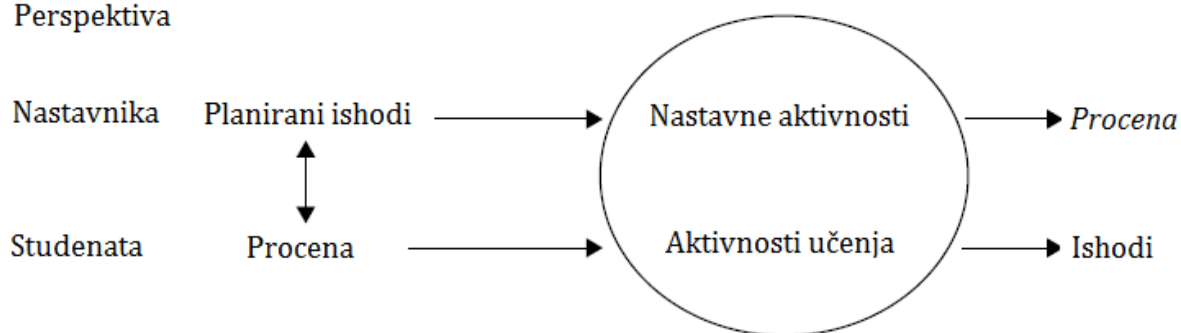 Perspektiva
Nastavnika Planirani ishodi Nastavne aktivnosti Procena
Studenata Procena Aktivnosti učenja Ishodi